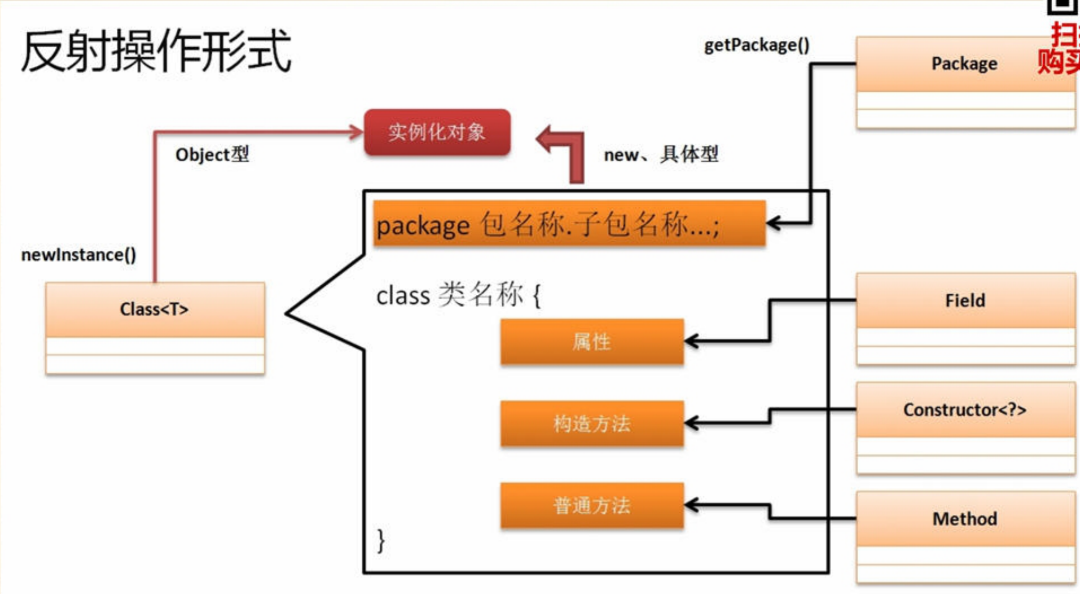 反射操作形式
getPackage()
Package
扫
购买
实例化对象
Object型
new、具体型
package 包名称.子包名称...;
newInstance()
Class<T>
class 类名称 {
Field
属性
Constructor<?>
构造方法
Method
普通方法
}